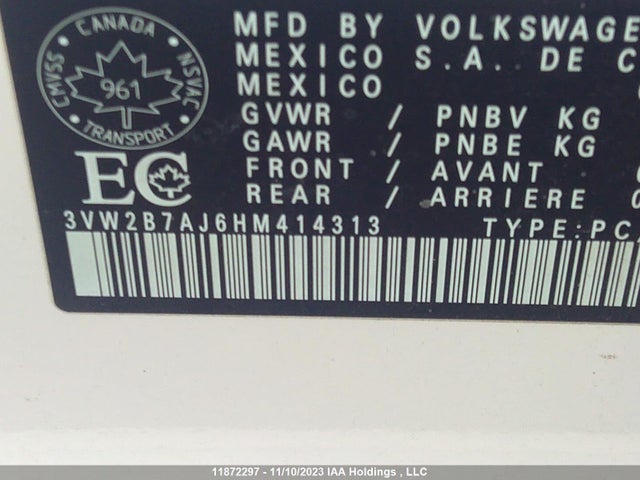 CANADA
CMVSS
NSVAC
961
TRANSPORT
EC
MFD BY VOLKSWAGE
MEXICO S.A. DE C
MEXICO
GVWR / PNBV KG
GAWR / PNBE KG
FRONT / AVANT
REAR / ARRIERE 0
3VW2B7AJ6HM414313 TYPE:PC
11872297 - 11/10/2023 IAA Holdings , LLC